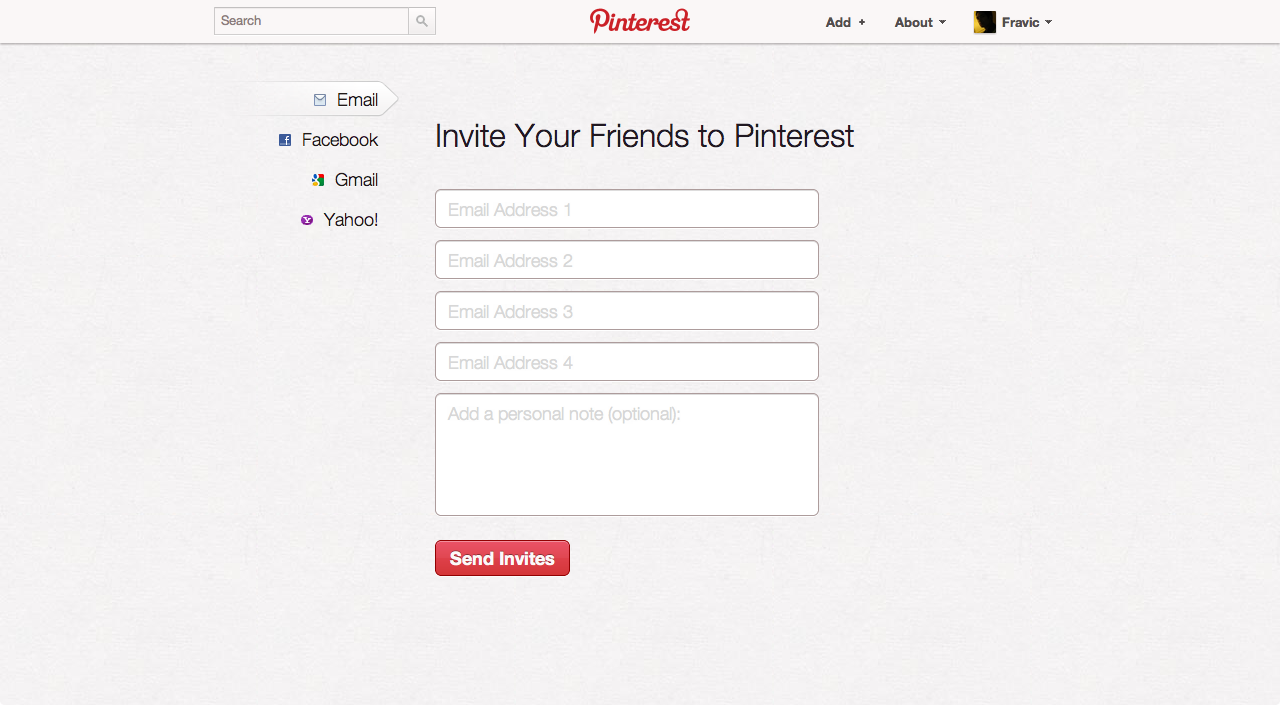 Search
Pinterest
Add +
About
Fravic
Email
Facebook
Gmail
Yahoo!
Invite Your Friends to Pinterest
Email Address 1
Email Address 2
Email Address 3
Email Address 4
Add a personal note (optional):
Send Invites